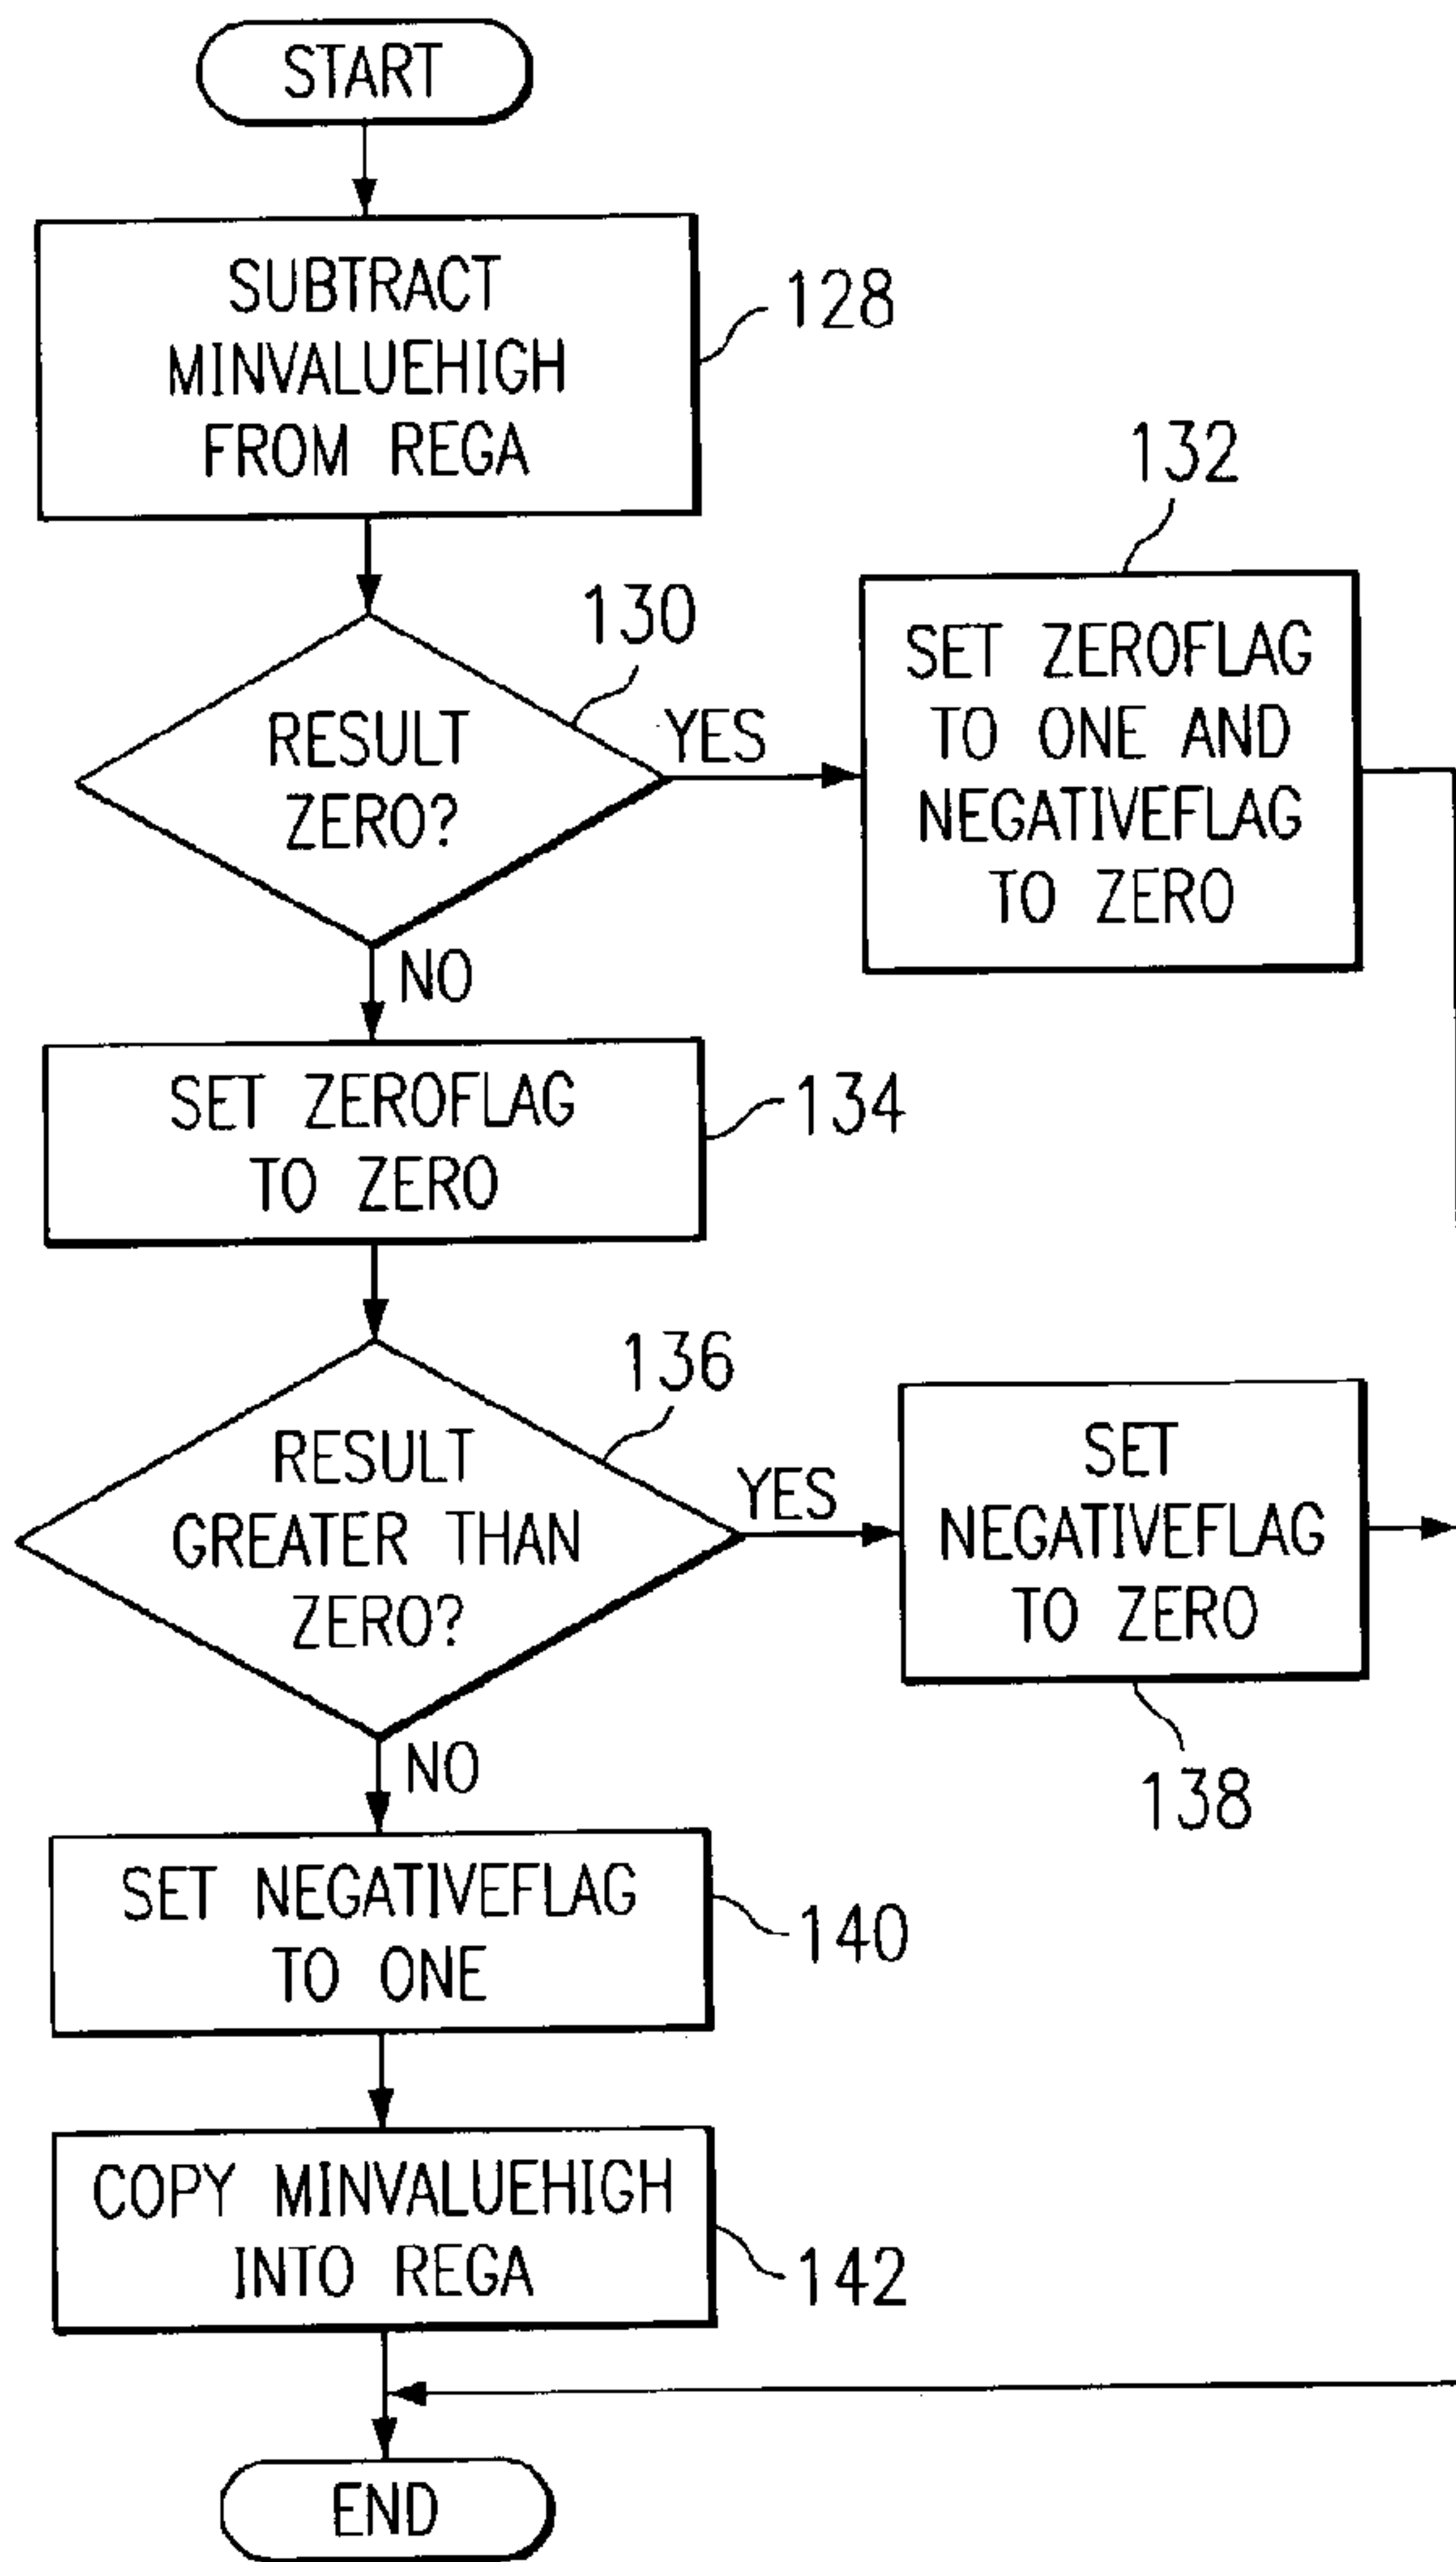 START
SUBTRACT
MINVALUEHIGH
FROM REGA
128
130
RESULT
ZERO?
YES
132
SET ZEROFLAG
TO ONE AND
NEGATIVEFLAG
TO ZERO
NO
SET ZEROFLAG
TO ZERO
134
136
RESULT
GREATER THAN
ZERO?
YES
SET
NEGATIVEFLAG
TO ZERO
138
NO
SET NEGATIVEFLAG
TO ONE
140
COPY MINVALUEHIGH
INTO REGA
142
END